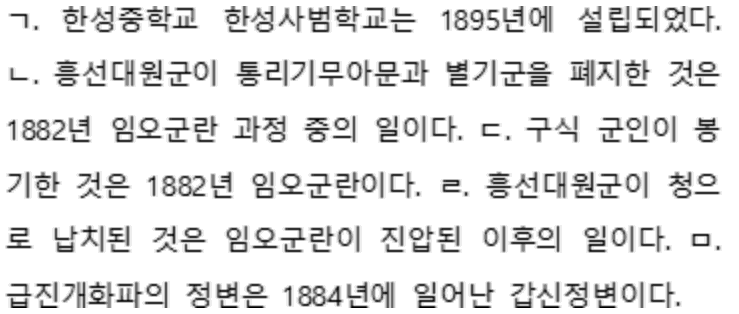 ㄱ. 한성중학교 한성사범학교는 1895년에 설립되었다.
ㄴ. 흥선대원군이 통리기무아문과 별기군을 폐지한 것은
1882년 임오군란 과정 중의 일이다. ㄷ. 구식 군인이 봉
기한 것은 1882년 임오군란이다. ㄹ. 흥선대원군이 청으
로 납치된 것은 임오군란이 진압된 이후의 일이다. ㅁ.
급진개화파의 정변은 1884년에 일어난 갑신정변이다.